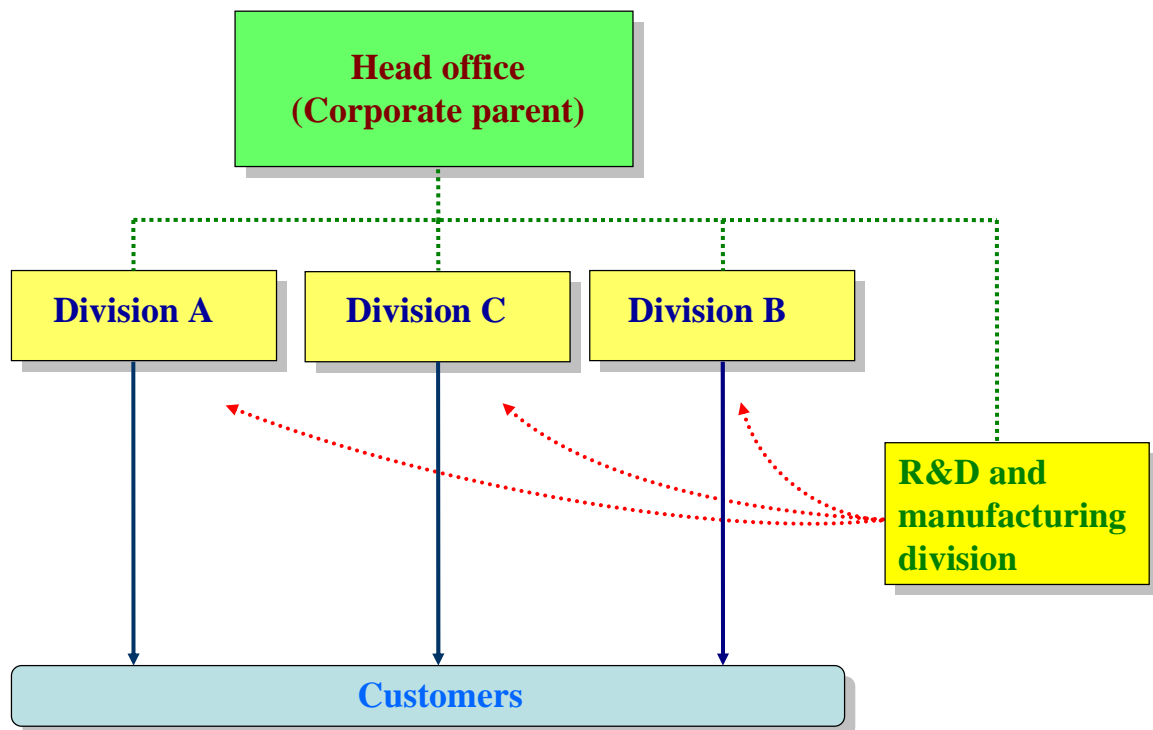 Head office
(Corporate parent)
Division A
Division C
Division B
R&D and
manufacturing
division
Customers